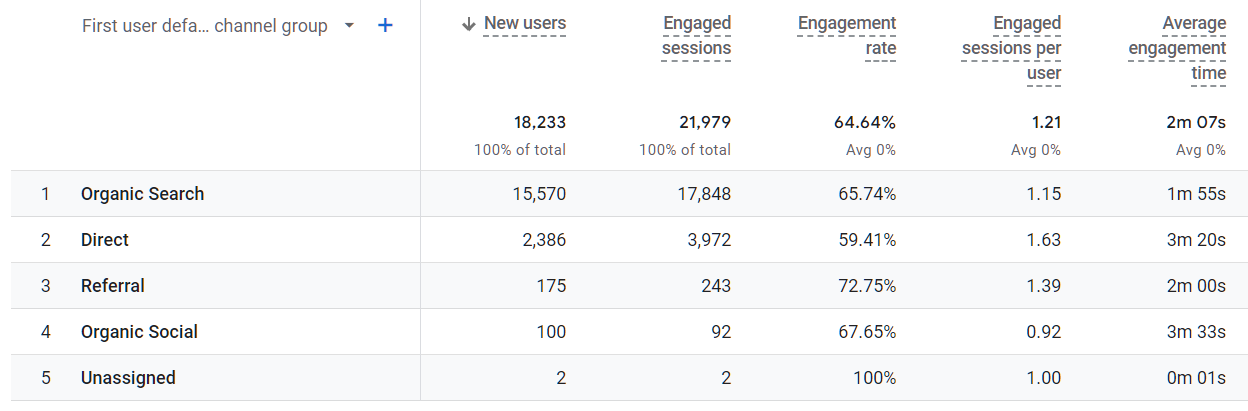 First user defa… channel group + ↓ New users Engaged sessions Engagement rate Engaged sessions per user Average engagement time
18,233 21,979 64.64% 1.21 2m 07s
100% of total 100% of total Avg 0% Avg 0% Avg 0%
1 Organic Search 15,570 17,848 65.74% 1.15 1m 55s
2 Direct 2,386 3,972 59.41% 1.63 3m 20s
3 Referral 175 243 72.75% 1.39 2m 00s
4 Organic Social 100 92 67.65% 0.92 3m 33s
5 Unassigned 2 2 100% 1.00 0m 01s